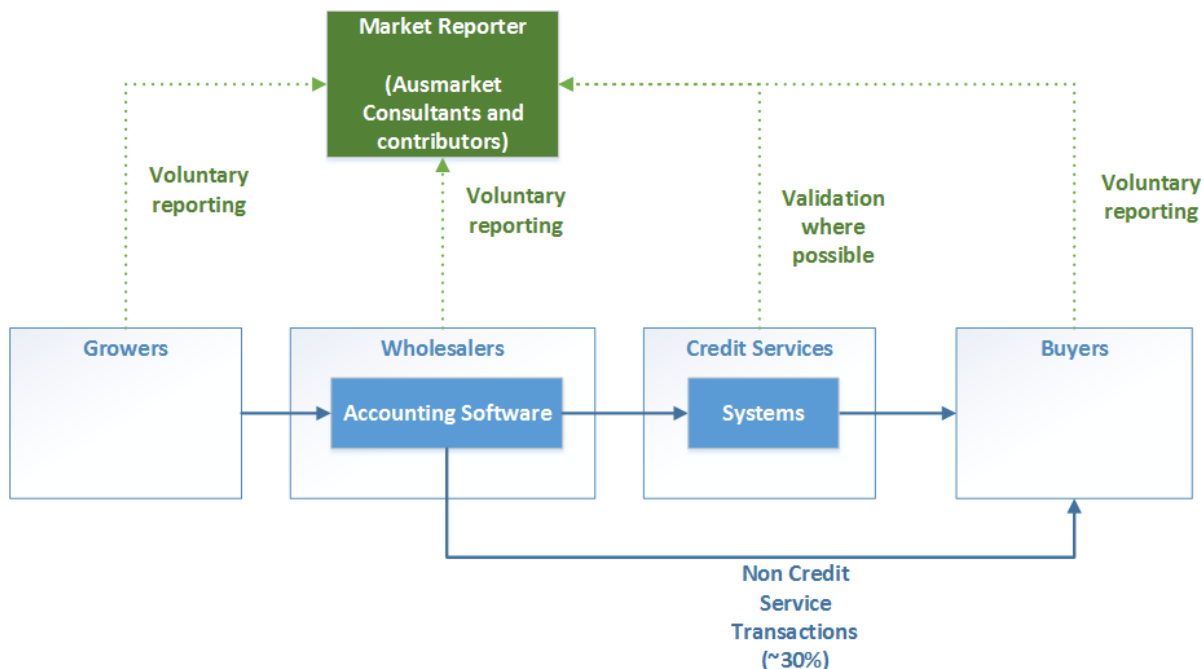 Market Reporter
(Ausmarket
Consultants and
contributors)
Voluntary
reporting
Voluntary
reporting
Validation
where
possible
Voluntary
reporting
Growers
Wholesalers
Credit Services
Buyers
Accounting Software
Systems
Non Credit
Service
Transactions
(~30%)